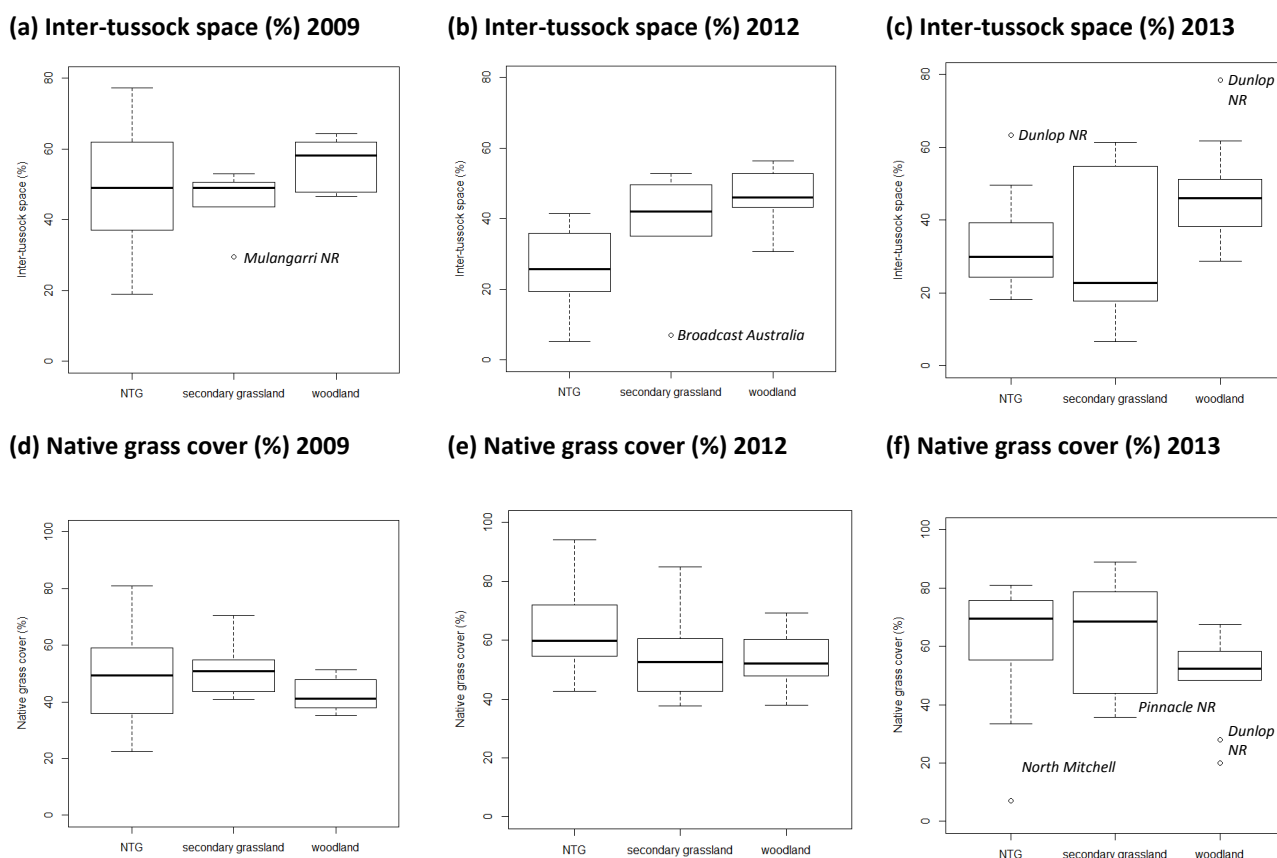 (a) Inter-tussock space (%) 2009
(b) Inter-tussock space (%) 2012
(c) Inter-tussock space (%) 2013
Inter-tussock space (%)
0
20
40
60
80
Mulangarri NR
NTG
secondary grassland
woodland
Inter-tussock space (%)
0
20
40
60
80
Broadcast Australia
NTG
secondary grassland
woodland
Inter-tussock space (%)
0
20
40
60
80
Dunlop NR
Dunlop
NR
NTG
secondary grassland
woodland
(d) Native grass cover (%) 2009
(e) Native grass cover (%) 2012
(f) Native grass cover (%) 2013
Native grass cover (%)
0
20
40
60
80
100
NTG
secondary grassland
woodland
Native grass cover (%)
0
20
40
60
80
100
NTG
secondary grassland
woodland
Native grass cover (%)
0
20
40
60
80
100
Pinnacle NR
Dunlop
NR
North Mitchell
NTG
secondary grassland
woodland